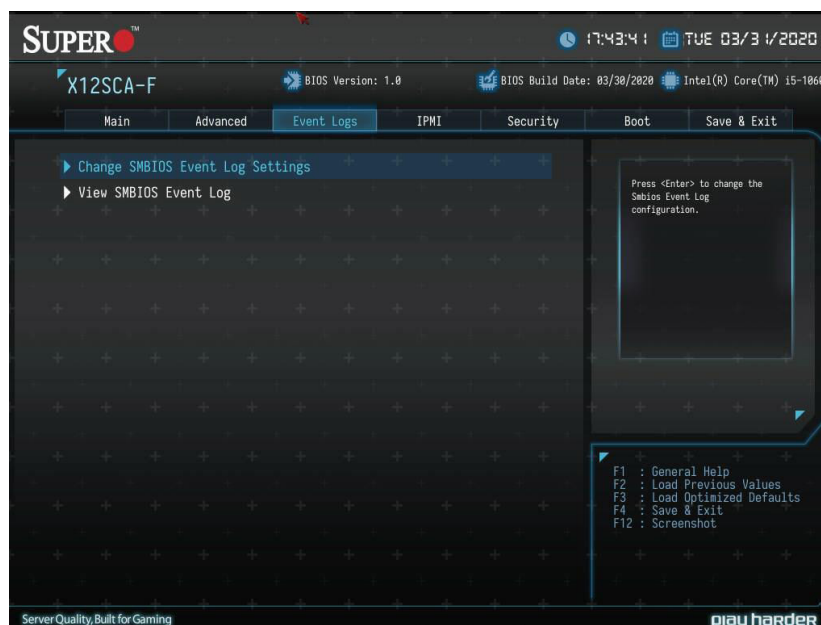 SUPER™
17:43:41 TUE 03/31/2020
X12SCA-F
BIOS Version: 1.0
BIOS Build Date: 03/30/2020
Intel(R) Core(TM) i5-106
Main Advanced Event Logs IPMI Security Boot Save & Exit
Change SMBIOS Event Log Settings
View SMBIOS Event Log
Press <Enter> to change the
Smbios Event Log
configuration.
F1 : General Help
F2 : Load Previous Values
F3 : Load Optimized Defaults
F4 : Save & Exit
F12 : Screenshot
Server Quality, Built for Gaming
play harder